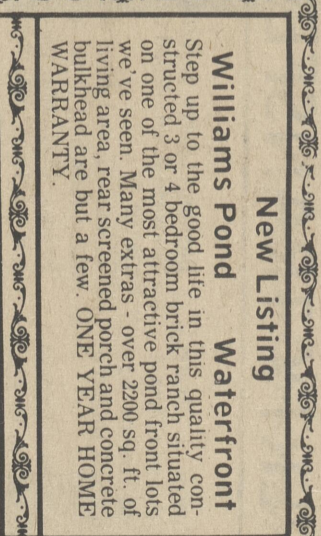 New Listing
Williams Pond Waterfront
Step up to the good life in this quality con-
structed 3 or 4 bedroom brick ranch situated
on one of the most attractive pond front lots
we've seen. Many extras - over 2200 sq. ft. of
living area, rear screened porch and concrete
bulkhead are but a few. ONE YEAR HOME
WARRANTY.